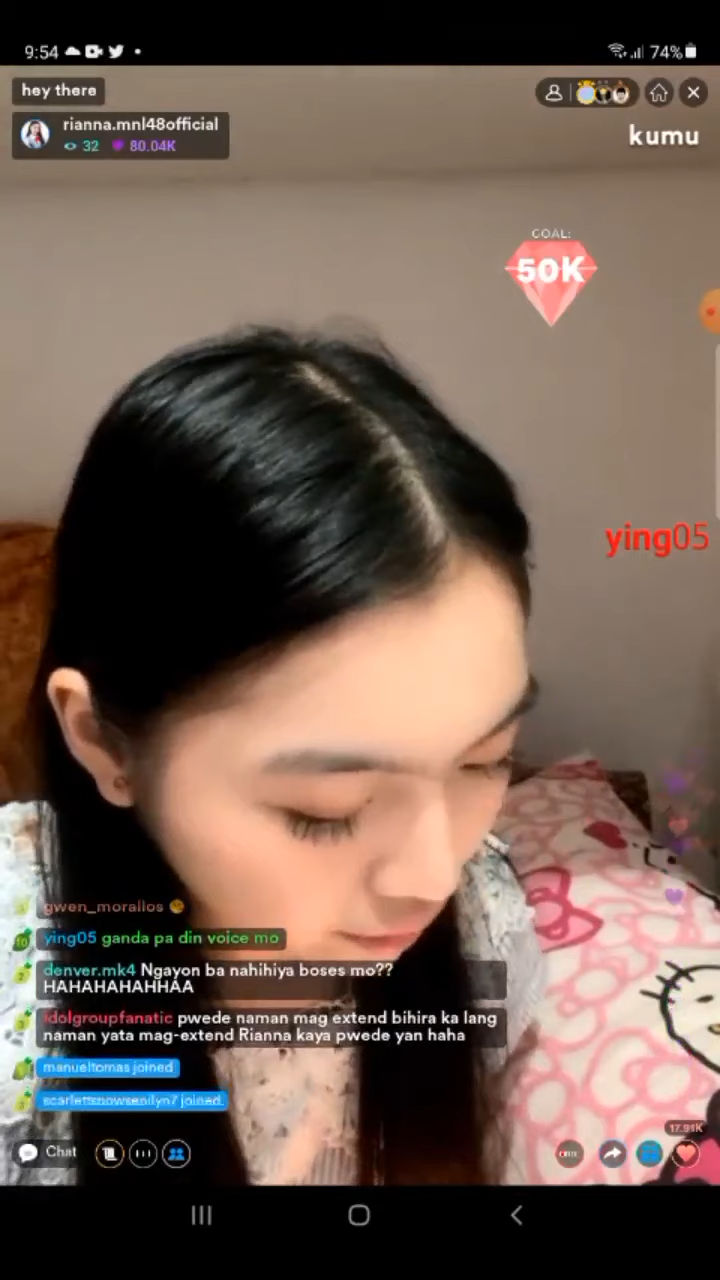 9:54
74%
hey there
rianna.mnl48official
32 80.04K
kumu
GOAL:
50K
ying05
gwen_morallos
ying05 ganda pa din voice mo
denver.mk4 Ngayon ba nahihiya boses mo??
HAHAHAHAHHAA
idolgroupfanatic pwede naman mag extend bihira ka lang
naman yata mag-extend Rianna kaya pwede yan haha
manueltomas joined
17.91K
Chat